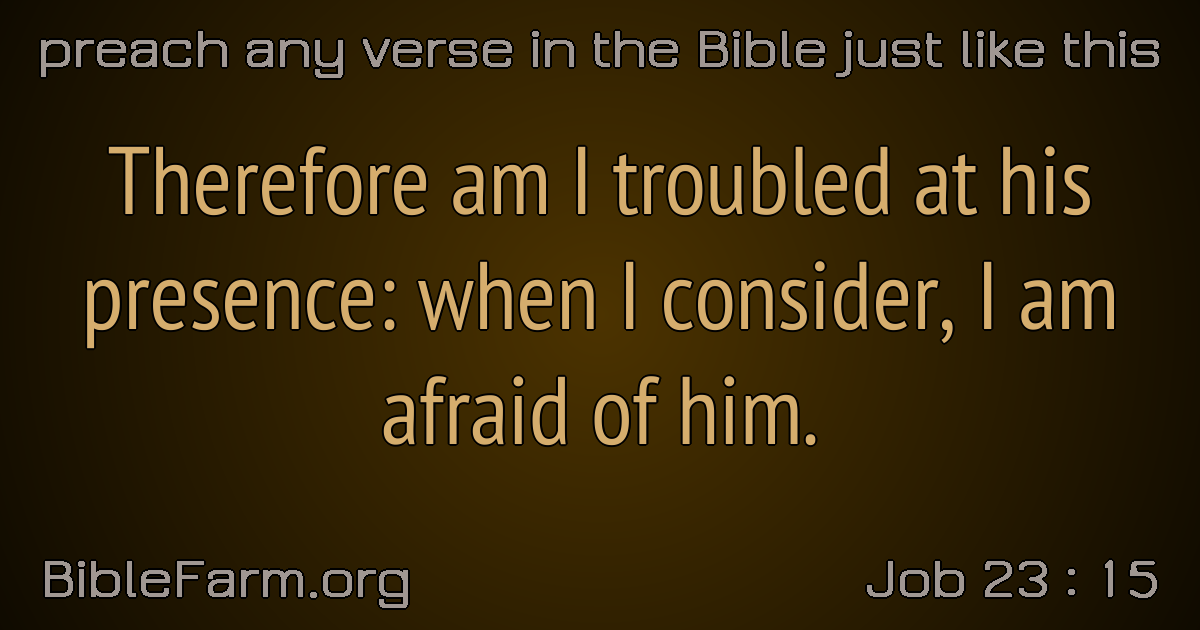 preach any verse in the Bible just like this
Therefore am I troubled at his
presence: when I consider, I am
afraid of him.
BibleFarm.org
Job 23 : 15